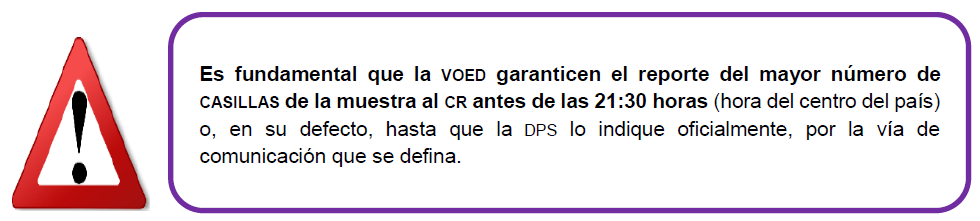 Es fundamental que la VOED garanticen el reporte del mayor número de
CASILLAS de la muestra al CR antes de las 21:30 horas (hora del centro del país)
o, en su defecto, hasta que la DPS lo indique oficialmente, por la vía de
comunicación que se defina.